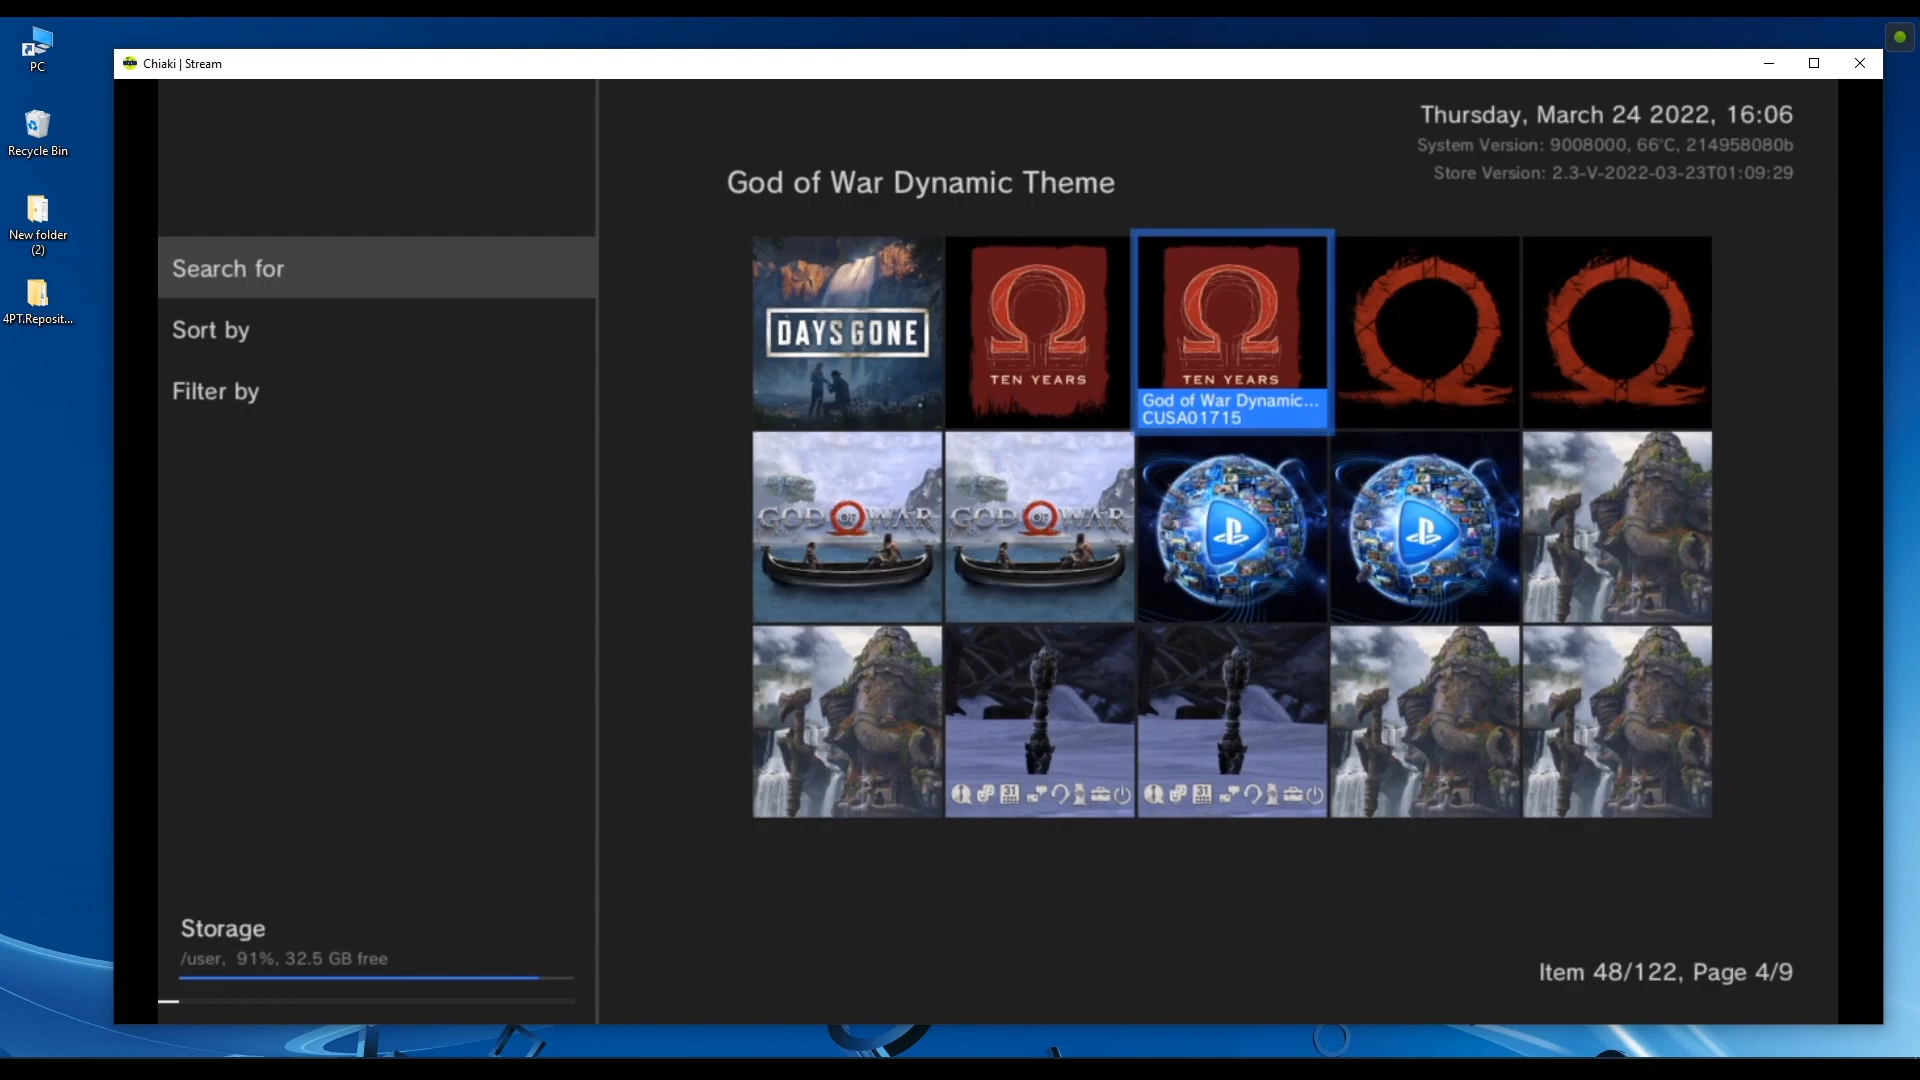 PC
Recycle Bin
New folder
(2)
4PT.Reposit...
Chiaki | Stream
Thursday, March 24 2022, 16:06
System Version: 9008000, 66°C, 214958080b
Store Version: 2.3-V-2022-03-23T01:09:29
God of War Dynamic Theme
Search for
Sort by
Filter by
DAYS GONE
TEN YEARS
TEN YEARS
God of War Dynamic...
CUSA01715
GOD OF WAR
GOD OF WAR
31
31
Storage
/user, 91%, 32.5 GB free
Item 48/122, Page 4/9